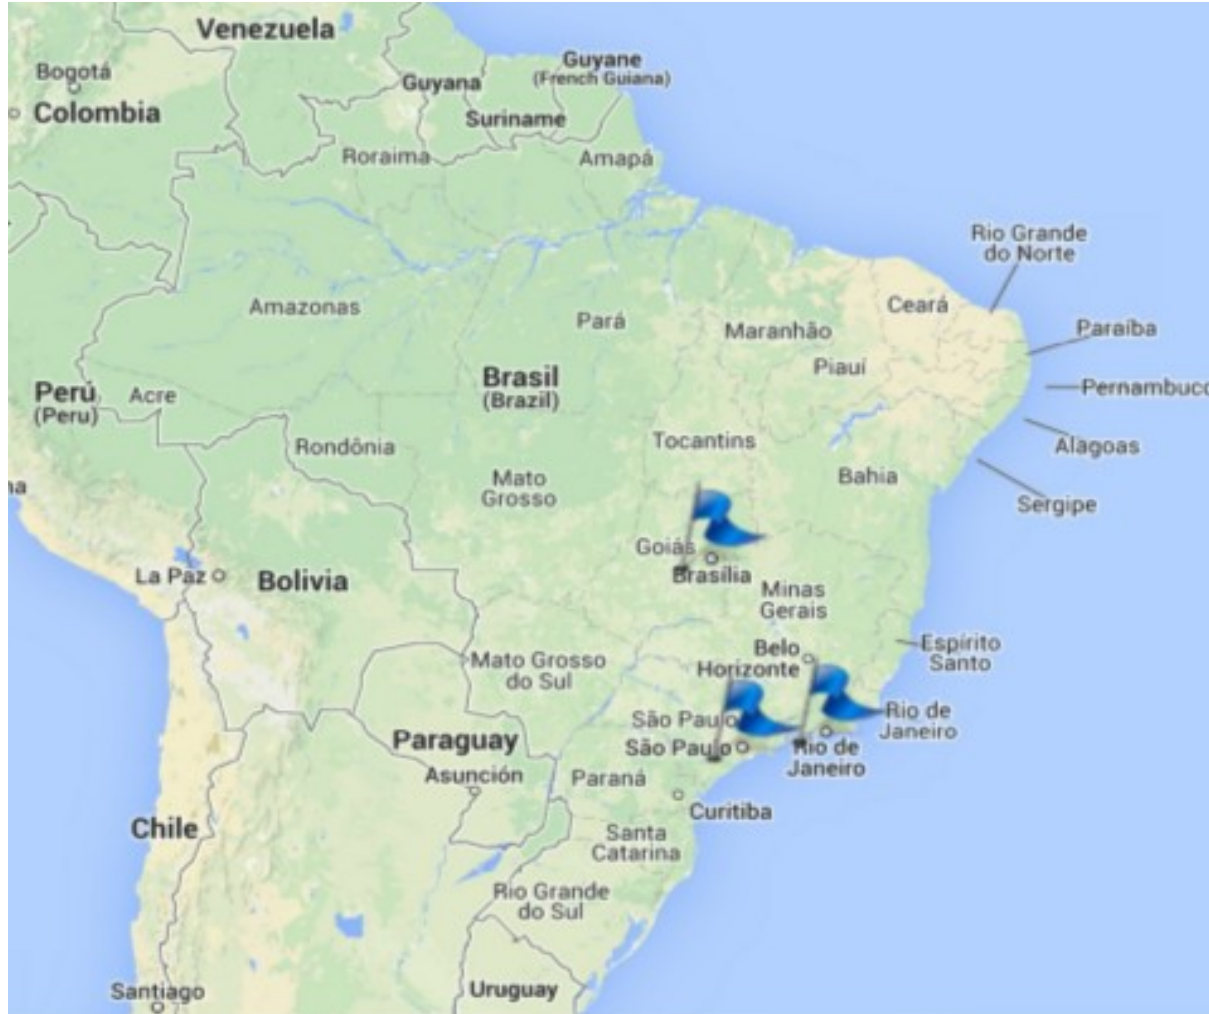 Venezuela
Guyane
(French Guiana)
Bogotá
Guyana
Colombia
Suriname
Roraima
Amapá
Rio Grande
do Norte
Amazonas
Pará
Ceará
Maranhão
Paraíba
Piauí
Brasil
(Brazil)
Perú
(Peru)
Acre
Pernambuco
Tocantins
Rondônia
Alagoas
Mato
Grosso
Bahia
Sergipe
Goiás
Brasília
La Paz
Bolivia
Minas
Gerais
Belo
Horizonte
Espírito
Santo
Mato Grosso
do Sul
São Paulo
Rio de
Janeiro
São Paulo
Rio de
Janeiro
Paraguay
Asunción
Paraná
Curitiba
Chile
Santa
Catarina
Rio Grande
do Sul
Santiago
Uruguay